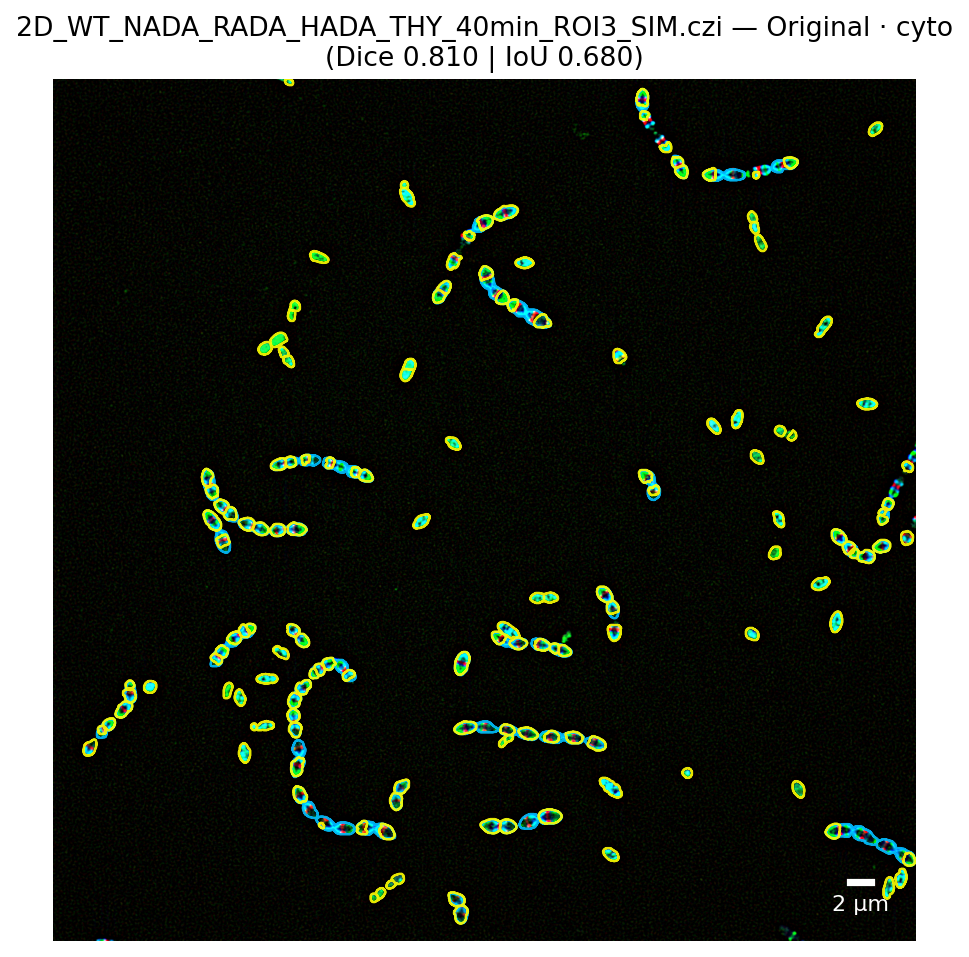 2D_WT_NADA_RADA_HADA_THY_40min_ROI3_SIM.czi — Original · cyto
(Dice 0.810 | IoU 0.680)
2 µm